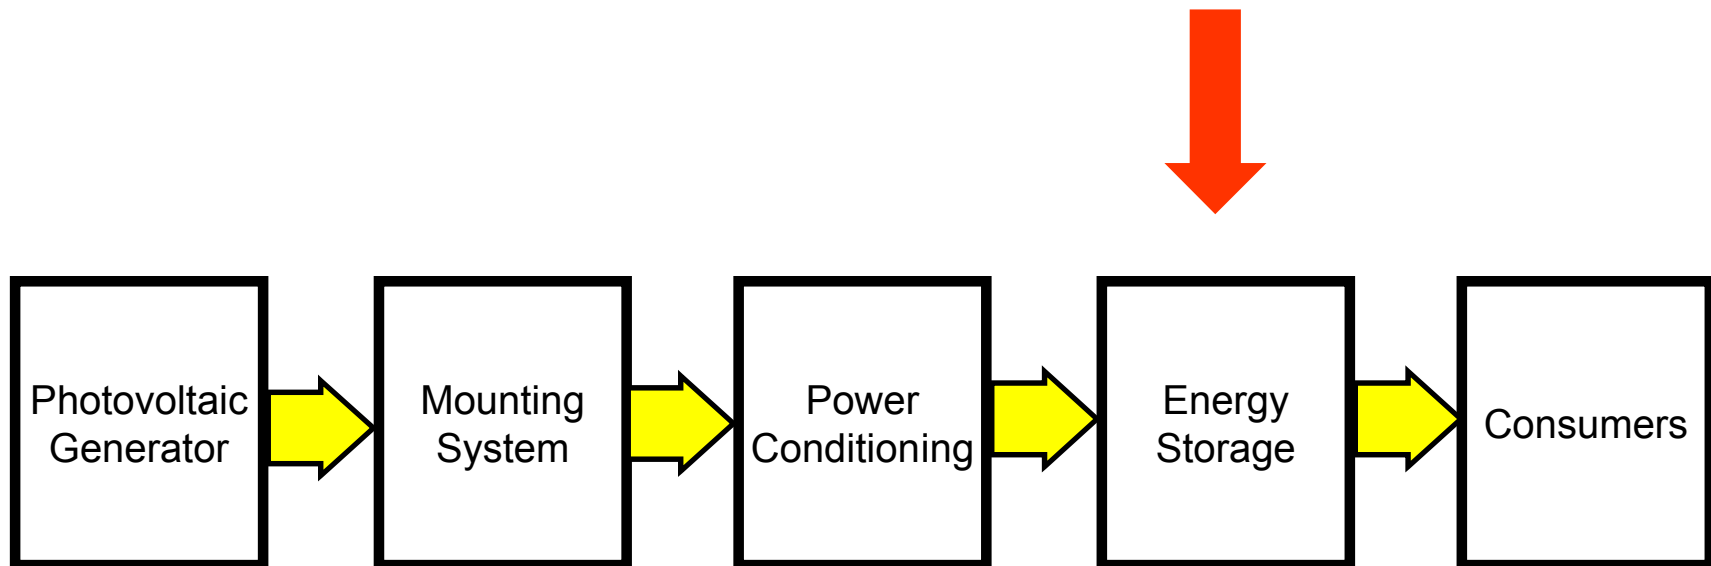 Photovoltaic
Generator
Mounting
System
Power
Conditioning
Energy
Storage
Consumers